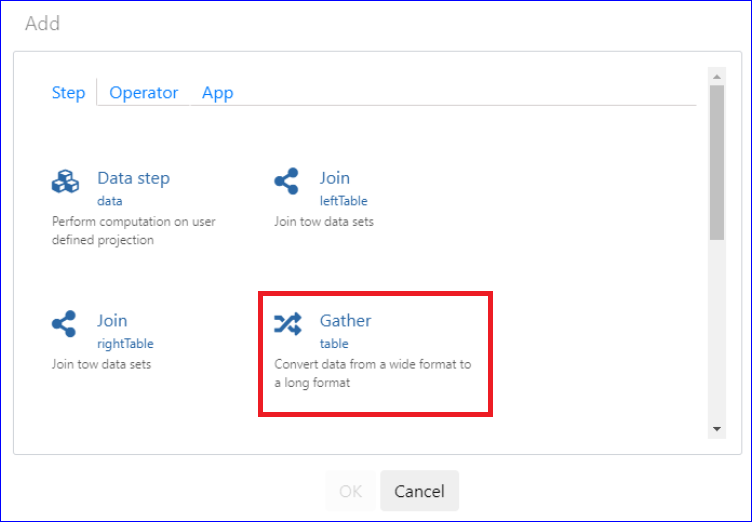 Add
Step Operator App
Data step
data
Perform computation on user
defined projection
Join
leftTable
Join tow data sets
Join
rightTable
Join tow data sets
Gather
table
Convert data from a wide format to
a long format
OK Cancel